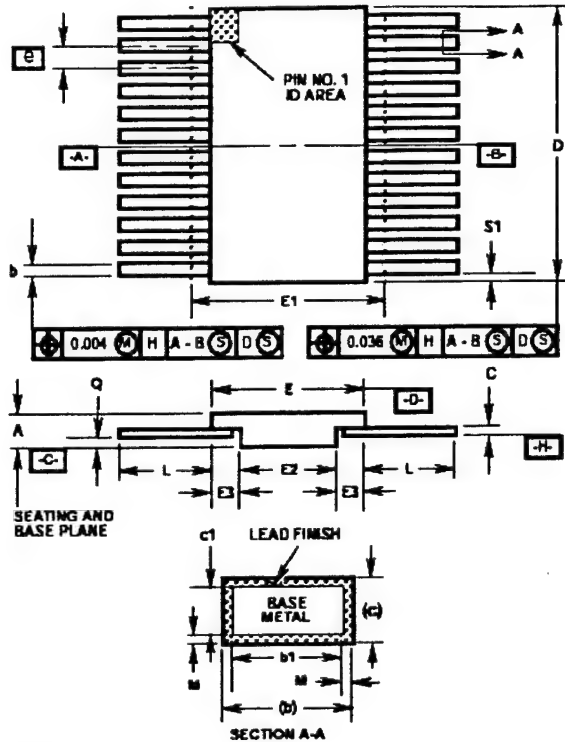 e
A
A
PIN NO. 1
ID AREA
-A-
-B-
D
S1
b
E1
⌖ 0.004 Ⓜ H A - B Ⓢ D Ⓢ
⌖ 0.036 Ⓜ H A - B Ⓢ D Ⓢ
Q
E
-D-
C
A
-C-
-H-
L
E2
L
E3
E3
SEATING AND
BASE PLANE
c1
LEAD FINISH
BASE
METAL
(c)
b1
M
M
(b)
SECTION A-A